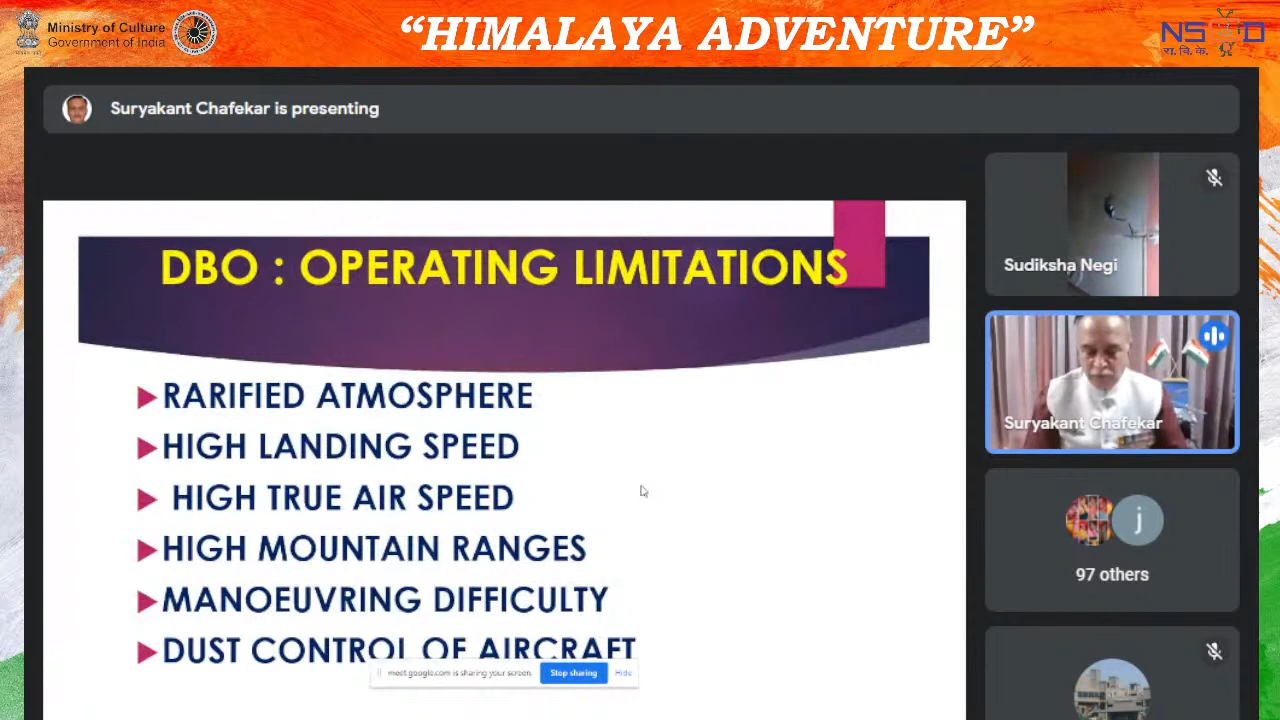 Ministry of Culture
Government of India
“HIMALAYA ADVENTURE”
NSD
रा. वि. के.
Suryakant Chafekar is presenting
DBO : OPERATING LIMITATIONS
RARIFIED ATMOSPHERE
HIGH LANDING SPEED
HIGH TRUE AIR SPEED
HIGH MOUNTAIN RANGES
MANOEUVRING DIFFICULTY
DUST CONTROL OF AIRCRAFT
meet.google.com is sharing your screen.
Stop sharing
Hide
Sudiksha Negi
Suryakant Chafekar
j
97 others